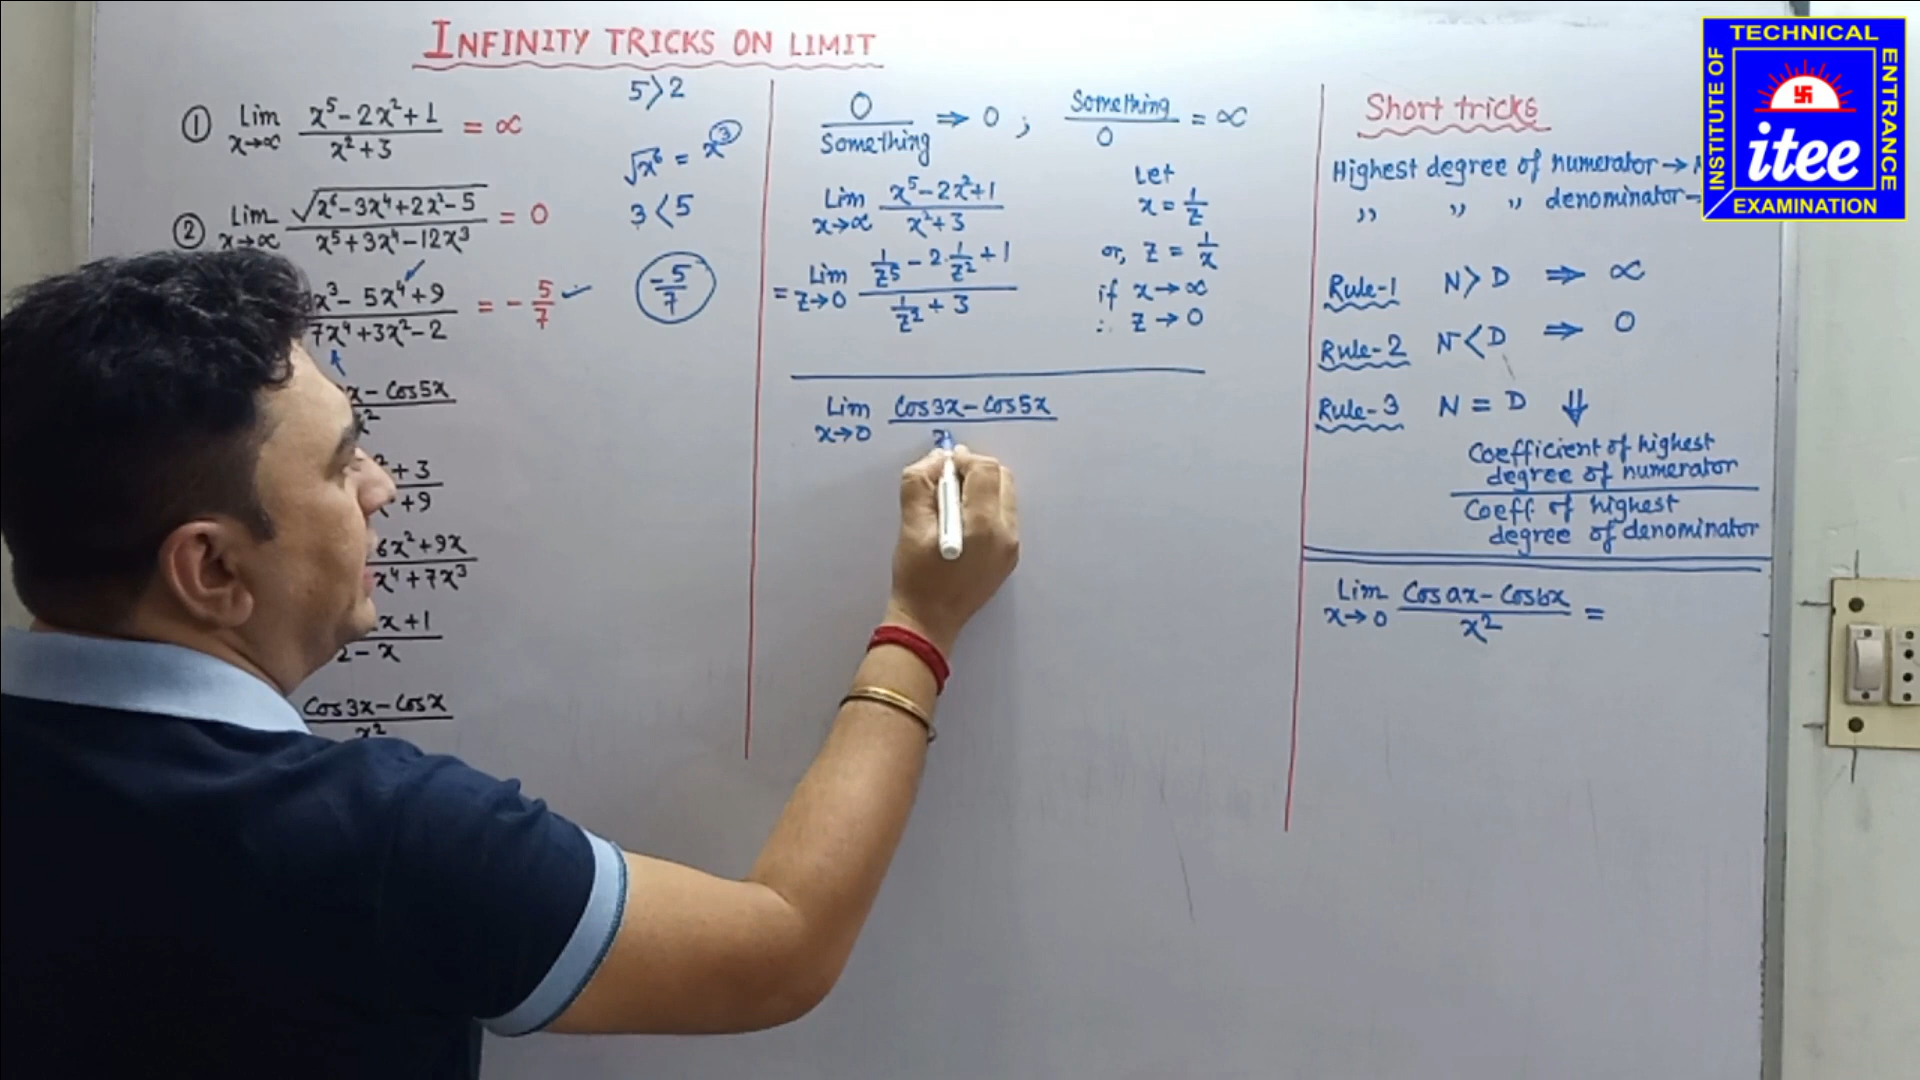 INFINITY TRICKS ON LIMIT
① Lim x→∞ (x⁵ - 2x² + 1)/(x² + 3) = ∞
② Lim x→∞ √(x⁶ - 3x⁴ + 2x² - 5)/(x⁵ + 3x⁴ - 12x³) = 0
x³ - 5x⁴ + 9
7x⁴ + 3x² - 2
= - 5/7 ✓
x - Cos5x
+ 3
+ 9
6x² + 9x
x⁴ + 7x³
x + 1
2 - x
Cos3x - Cosx
x²
5 > 2
√x⁶ = x³
3 < 5
-5/7
0/Something ⇒ 0 ; Something/0 = ∞
Lim x→∞ (x⁵ - 2x² + 1)/(x² + 3)
= Lim z→0 (1/z⁵ - 2·1/z² + 1)/(1/z² + 3)
Let
x = 1/z
or, z = 1/x
if x→∞
∴ z→0
Lim x→0 Cos3x - Cos5x
Short tricks
Highest degree of numerator →
,, ,, ,, denominator -
Rule-1 N > D ⇒ ∞
Rule-2 N < D ⇒ 0
Rule-3 N = D ⇓
Coefficient of highest
degree of numerator
Coeff. of highest
degree of denominator
Lim x→0 (Cosax - Cosbx)/x² =
INSTITUTE OF
TECHNICAL
ENTRANCE
EXAMINATION
itee